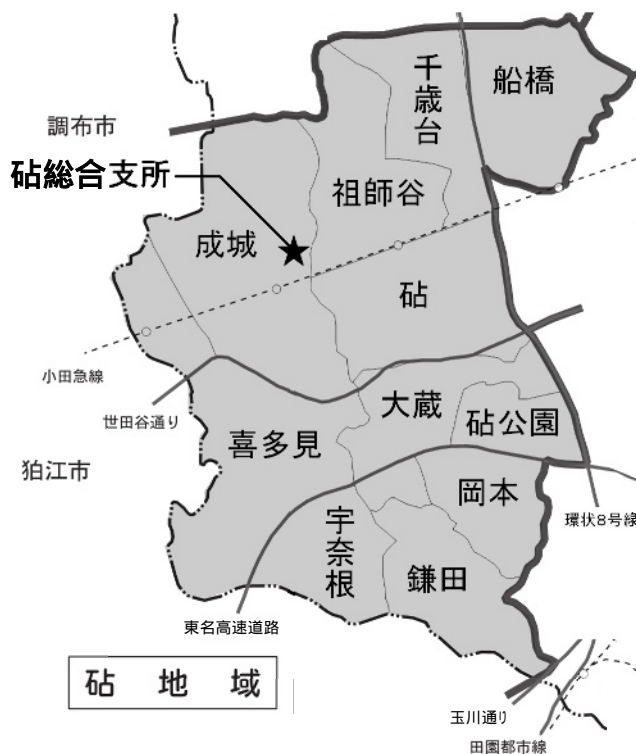 船橋
千歳台
調布市
砧総合支所
祖師谷
成城
砧
小田急線
世田谷通り
大蔵
砧公園
喜多見
狛江市
岡本
環状8号線
宇奈根
鎌田
東名高速道路
砧地域
玉川通り
田園都市線